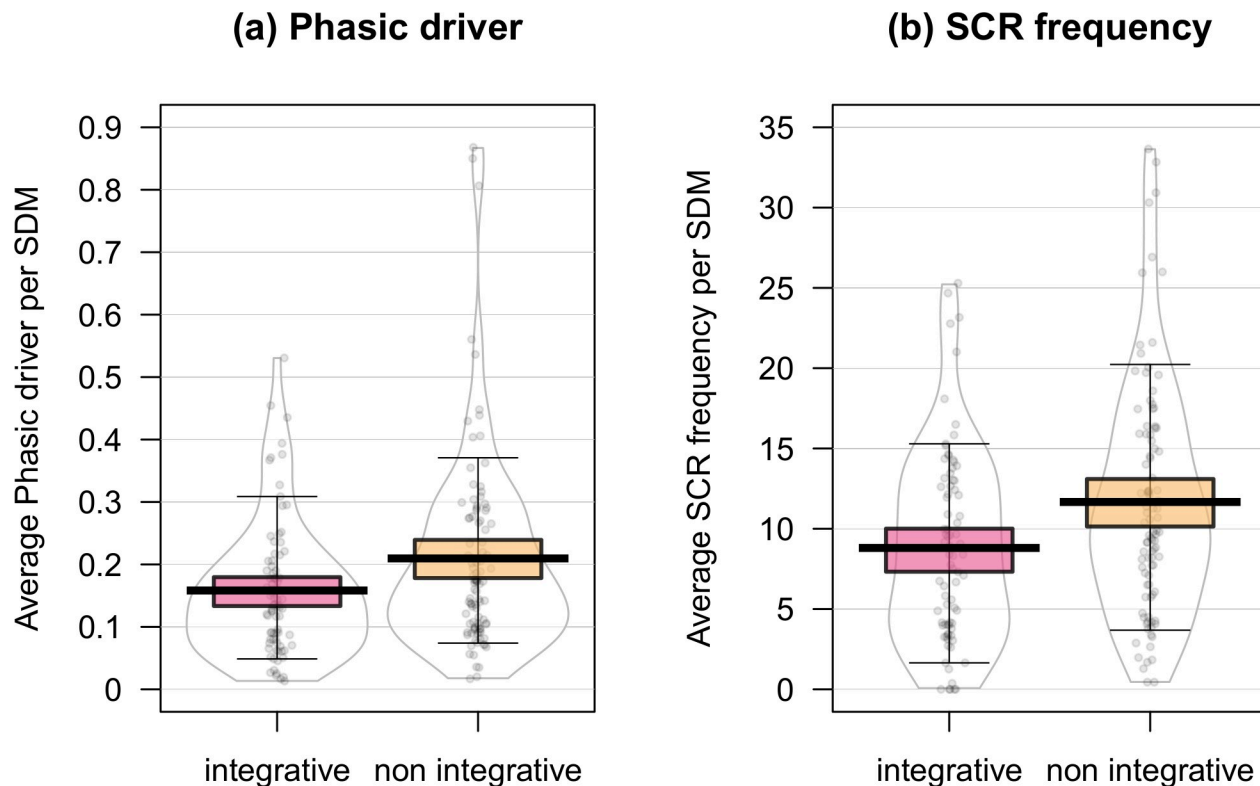 (a) Phasic driver
Average Phasic driver per SDM
0.9
0.8
0.7
0.6
0.5
0.4
0.3
0.2
0.1
0
integrative
non integrative
(b) SCR frequency
Average SCR frequency per SDM
35
30
25
20
15
10
5
0
integrative
non integrative